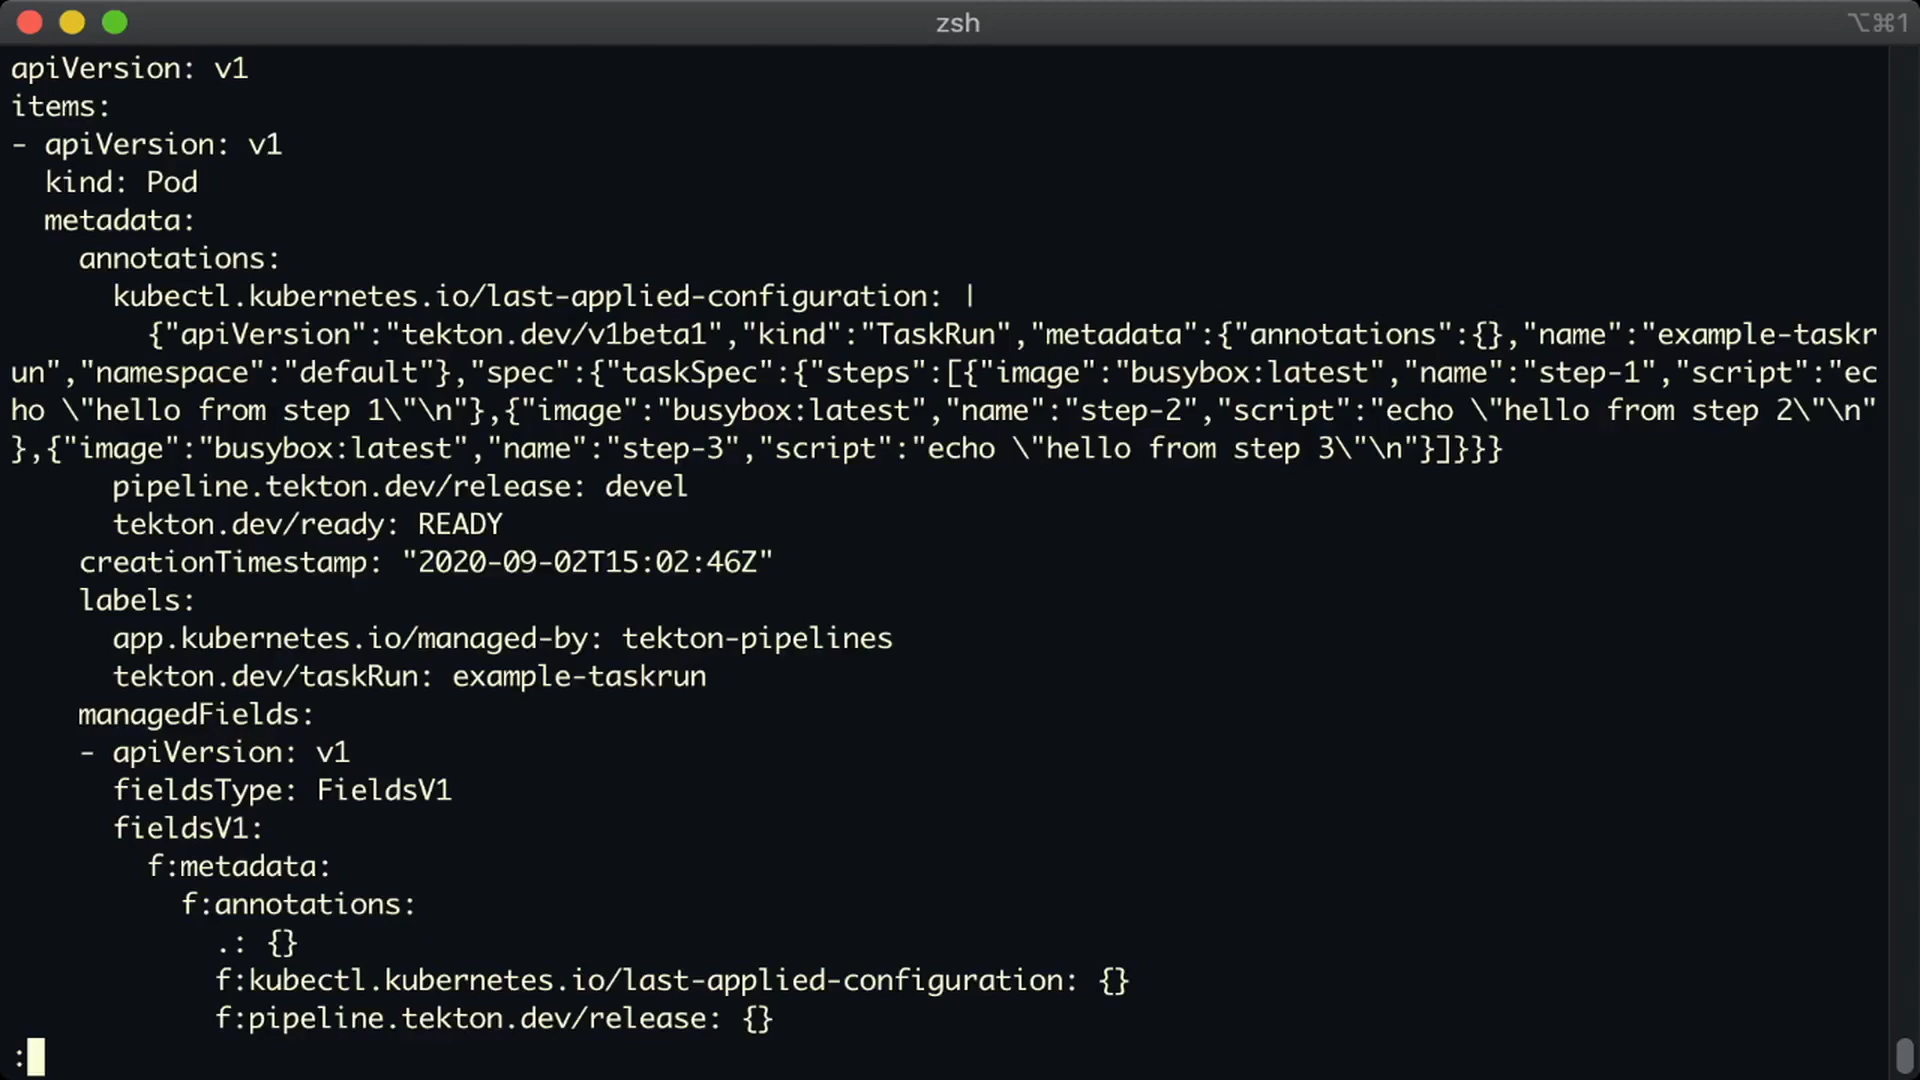 zsh
⌥⌘1
apiVersion: v1
items:
- apiVersion: v1
  kind: Pod
  metadata:
    annotations:
      kubectl.kubernetes.io/last-applied-configuration: |
        {"apiVersion":"tekton.dev/v1beta1","kind":"TaskRun","metadata":{"annotations":{},"name":"example-taskr
un","namespace":"default"},"spec":{"taskSpec":{"steps":[{"image":"busybox:latest","name":"step-1","script":"ec
ho \"hello from step 1\"\n"},{"image":"busybox:latest","name":"step-2","script":"echo \"hello from step 2\"\n"
},{"image":"busybox:latest","name":"step-3","script":"echo \"hello from step 3\"\n"}]}}}
      pipeline.tekton.dev/release: devel
      tekton.dev/ready: READY
    creationTimestamp: "2020-09-02T15:02:46Z"
    labels:
      app.kubernetes.io/managed-by: tekton-pipelines
      tekton.dev/taskRun: example-taskrun
    managedFields:
    - apiVersion: v1
      fieldsType: FieldsV1
      fieldsV1:
        f:metadata:
          f:annotations:
            .: {}
            f:kubectl.kubernetes.io/last-applied-configuration: {}
            f:pipeline.tekton.dev/release: {}
: